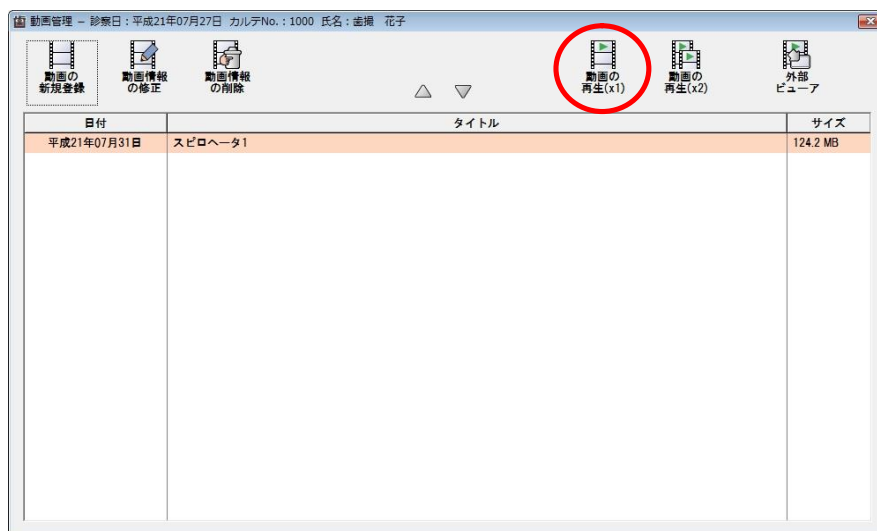 動画管理 － 診察日：平成21年07月27日 カルテNo.：1000 氏名：歯撮 花子
動画の
新規登録
動画情報
の修正
動画情報
の削除
動画の
再生(x1)
動画の
再生(x2)
外部
ビューア
日付 タイトル サイズ
平成21年07月31日 スピロヘータ1 124.2 MB